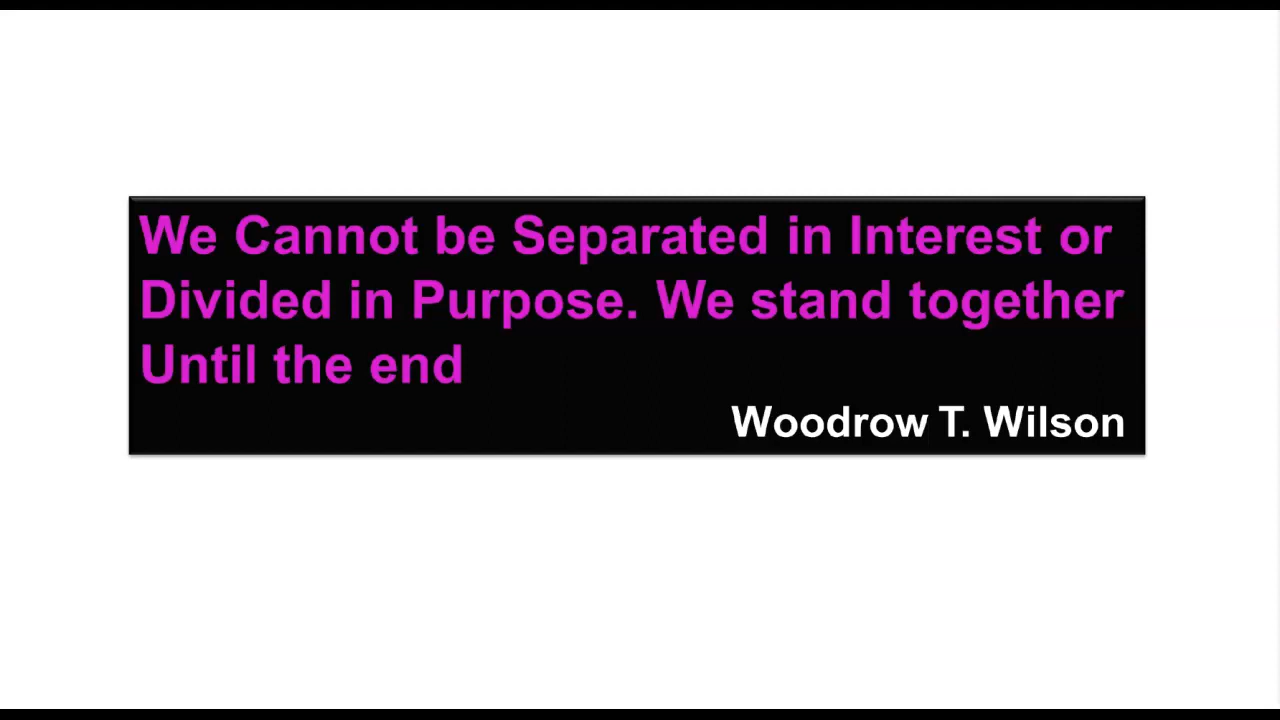 We Cannot be Separated in Interest or
Divided in Purpose. We stand together
Until the end
Woodrow T. Wilson